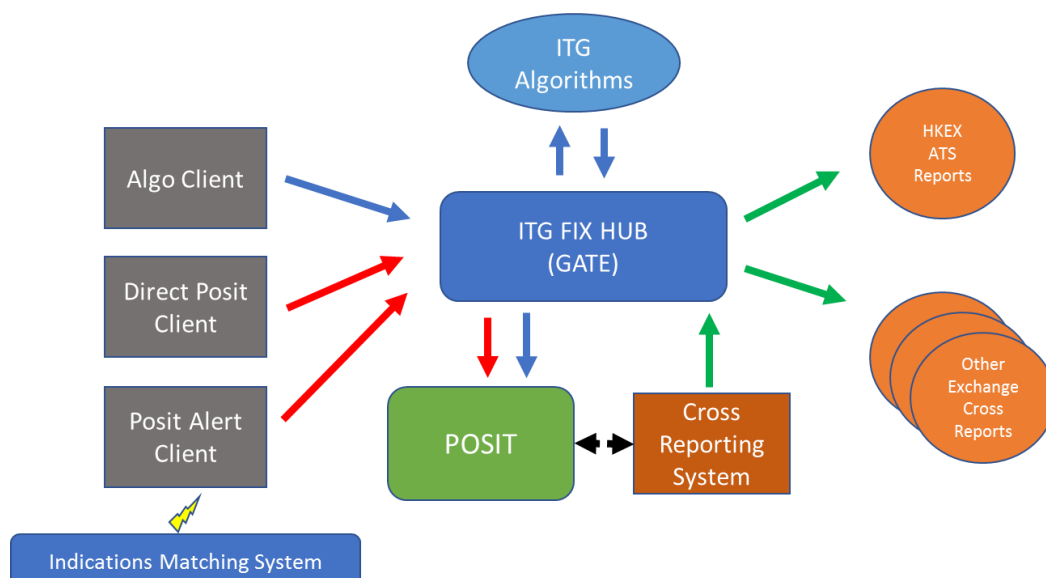 ITG
Algorithms
HKEX
ATS
Reports
Algo Client
ITG FIX HUB
(GATE)
Direct Posit
Client
Other
Exchange
Cross
Reports
Posit Alert
Client
POSIT
Cross
Reporting
System
Indications Matching System